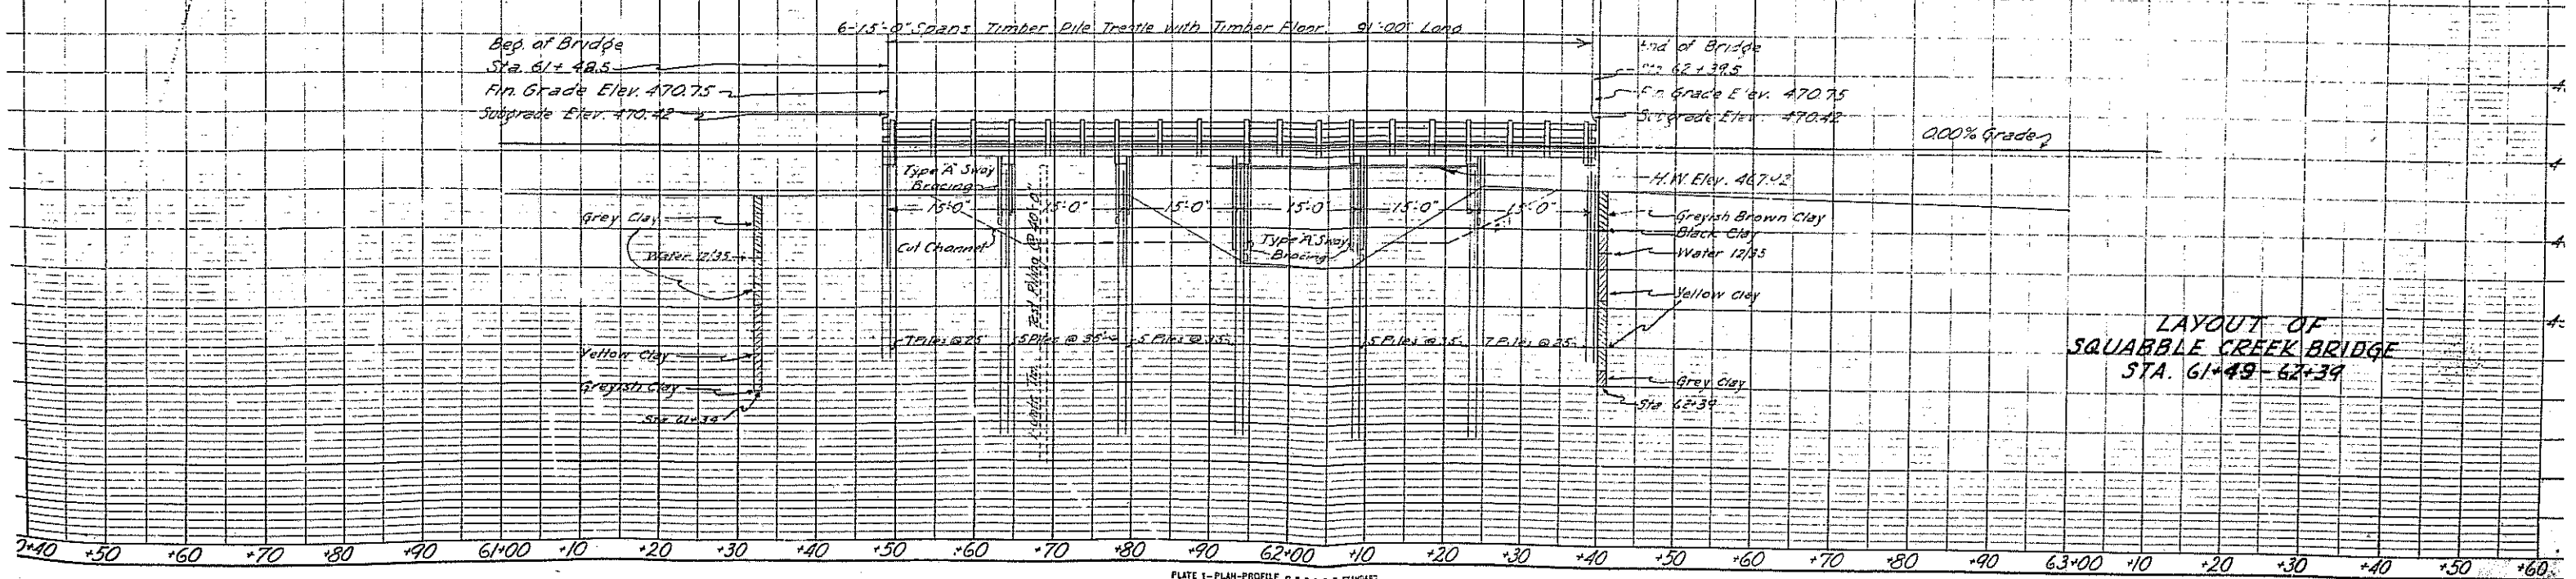 6-15'-0" Spans Timber Pile Trestle with Timber Floor. 91'-00" Long
Beg. of Bridge
Sta. 61+48.5
Fin. Grade Elev. 470.75
Subgrade Elev. 470.42
End of Bridge
62+39.5
Fin. Grade Elev. 470.75
Subgrade Elev. 470.42
0.00% Grade
Type "A" Sway
Bracing
H.W. Elev. 467.42
15'-0" 15'-0" 15'-0" 15'-0" 15'-0" 15'-0"
Grey Clay
Cut Channel
Water 12/35
Type "A" Sway
Bracing
Greyish Brown Clay
Black Clay
Water 12/35
Yellow Clay
Test Piling @ 40'-0"
7 Piles @ 25' 5 Piles @ 35' 5 Piles @ 35' 5 Piles @ 35' 7 Piles @ 25'
Yellow Clay
Greyish Clay
Sta. 61+34
Grey Clay
Sta. 62+39
LAYOUT OF
SQUABBLE CREEK BRIDGE
STA. 61+49-62+39
+40 +50 +60 +70 +80 +90 61+00 +10 +20 +30 +40 +50 +60 +70 +80 +90 62+00 +10 +20 +30 +40 +50 +60 +70 +80 +90 63+00 +10 +20 +30 +40 +50 +60
PLATE 1-PLAN-PROFILE